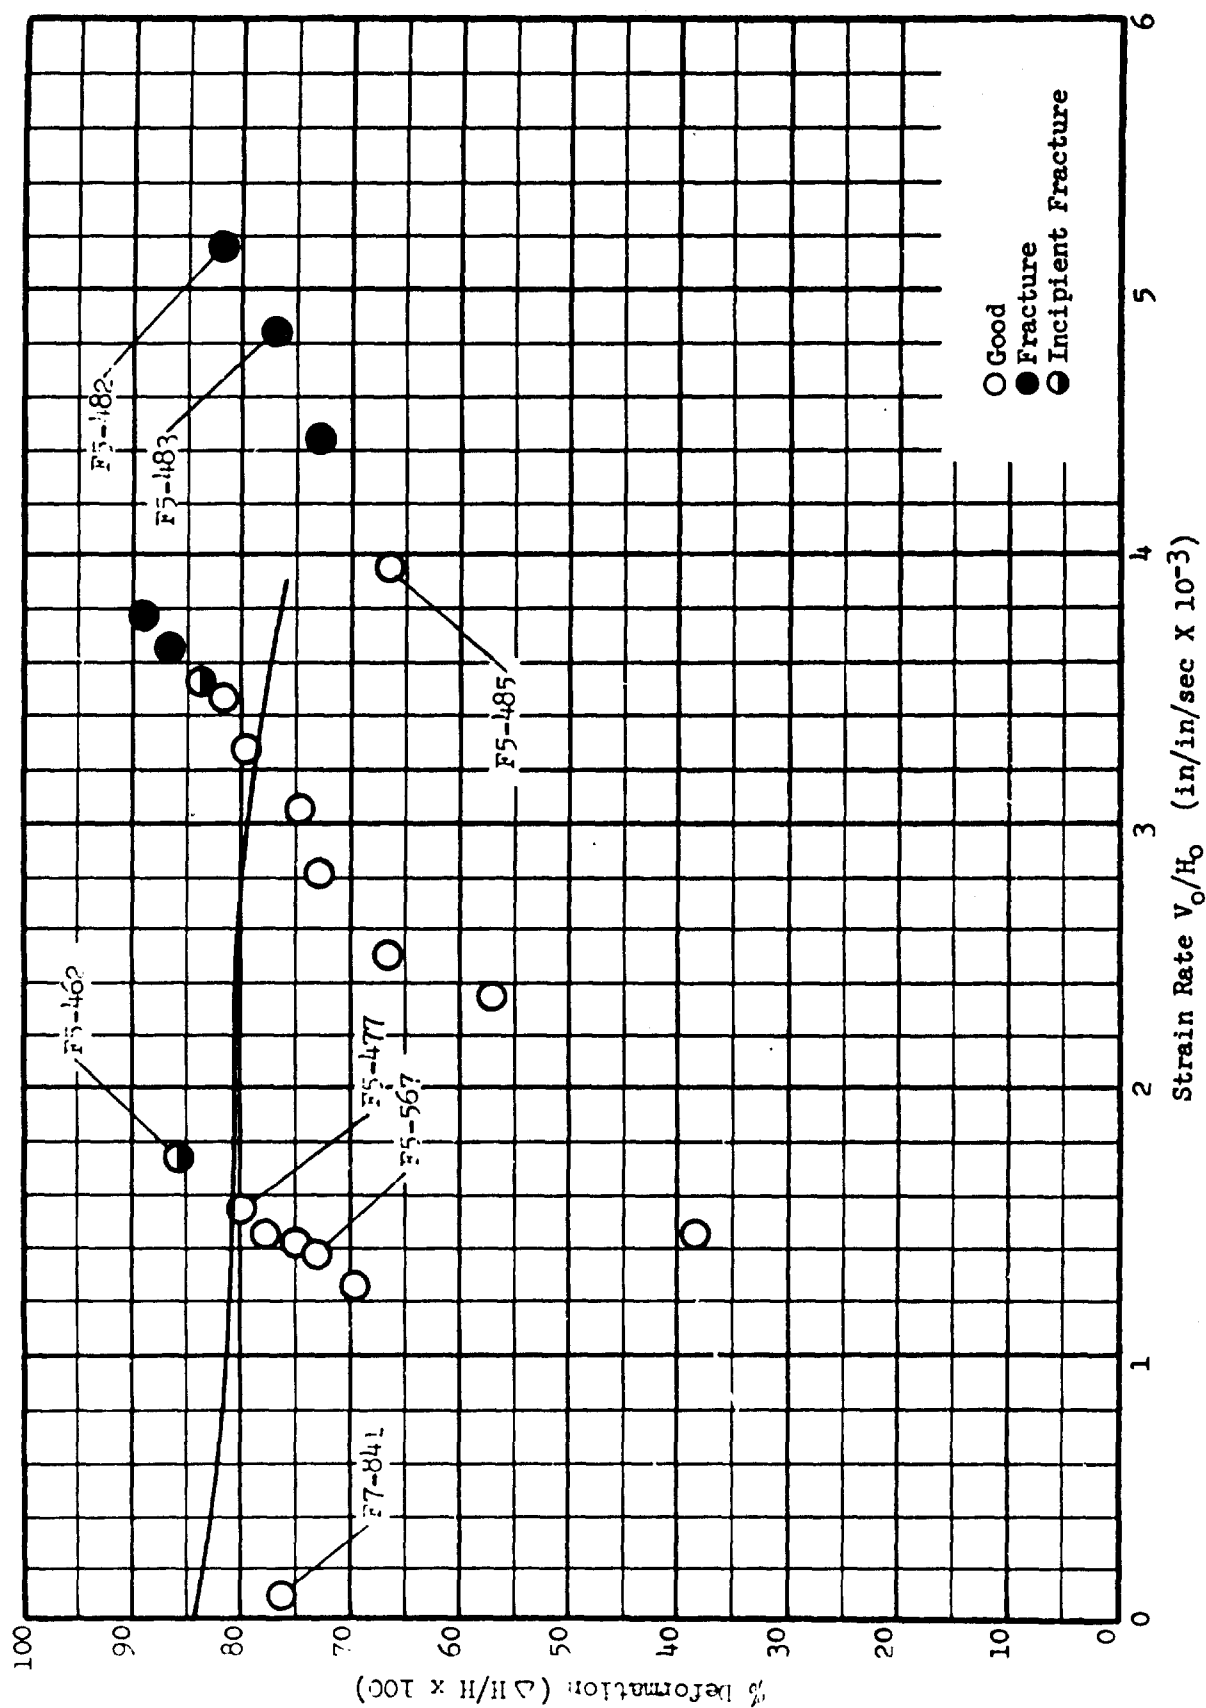 % Deformation (△H/H x 100)
100
90
80
70
60
50
40
30
20
10
0
0
1
2
3
4
5
6
Strain Rate V₀/H₀ (in/in/sec X 10⁻³)
F7-841
F5-462
F5-477
F5-567
F5-485
F5-482
F5-483
Good
Fracture
Incipient Fracture